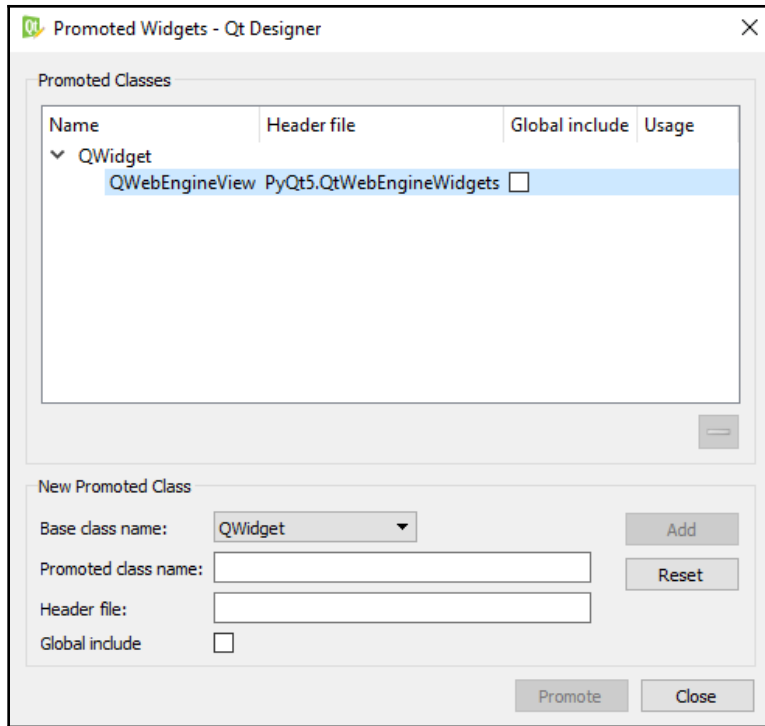 Promoted Widgets - Qt Designer
Promoted Classes
Name Header file Global include Usage
QWidget
QWebEngineView PyQt5.QtWebEngineWidgets
New Promoted Class
Base class name: QWidget Add
Promoted class name: Reset
Header file:
Global include
Promote Close